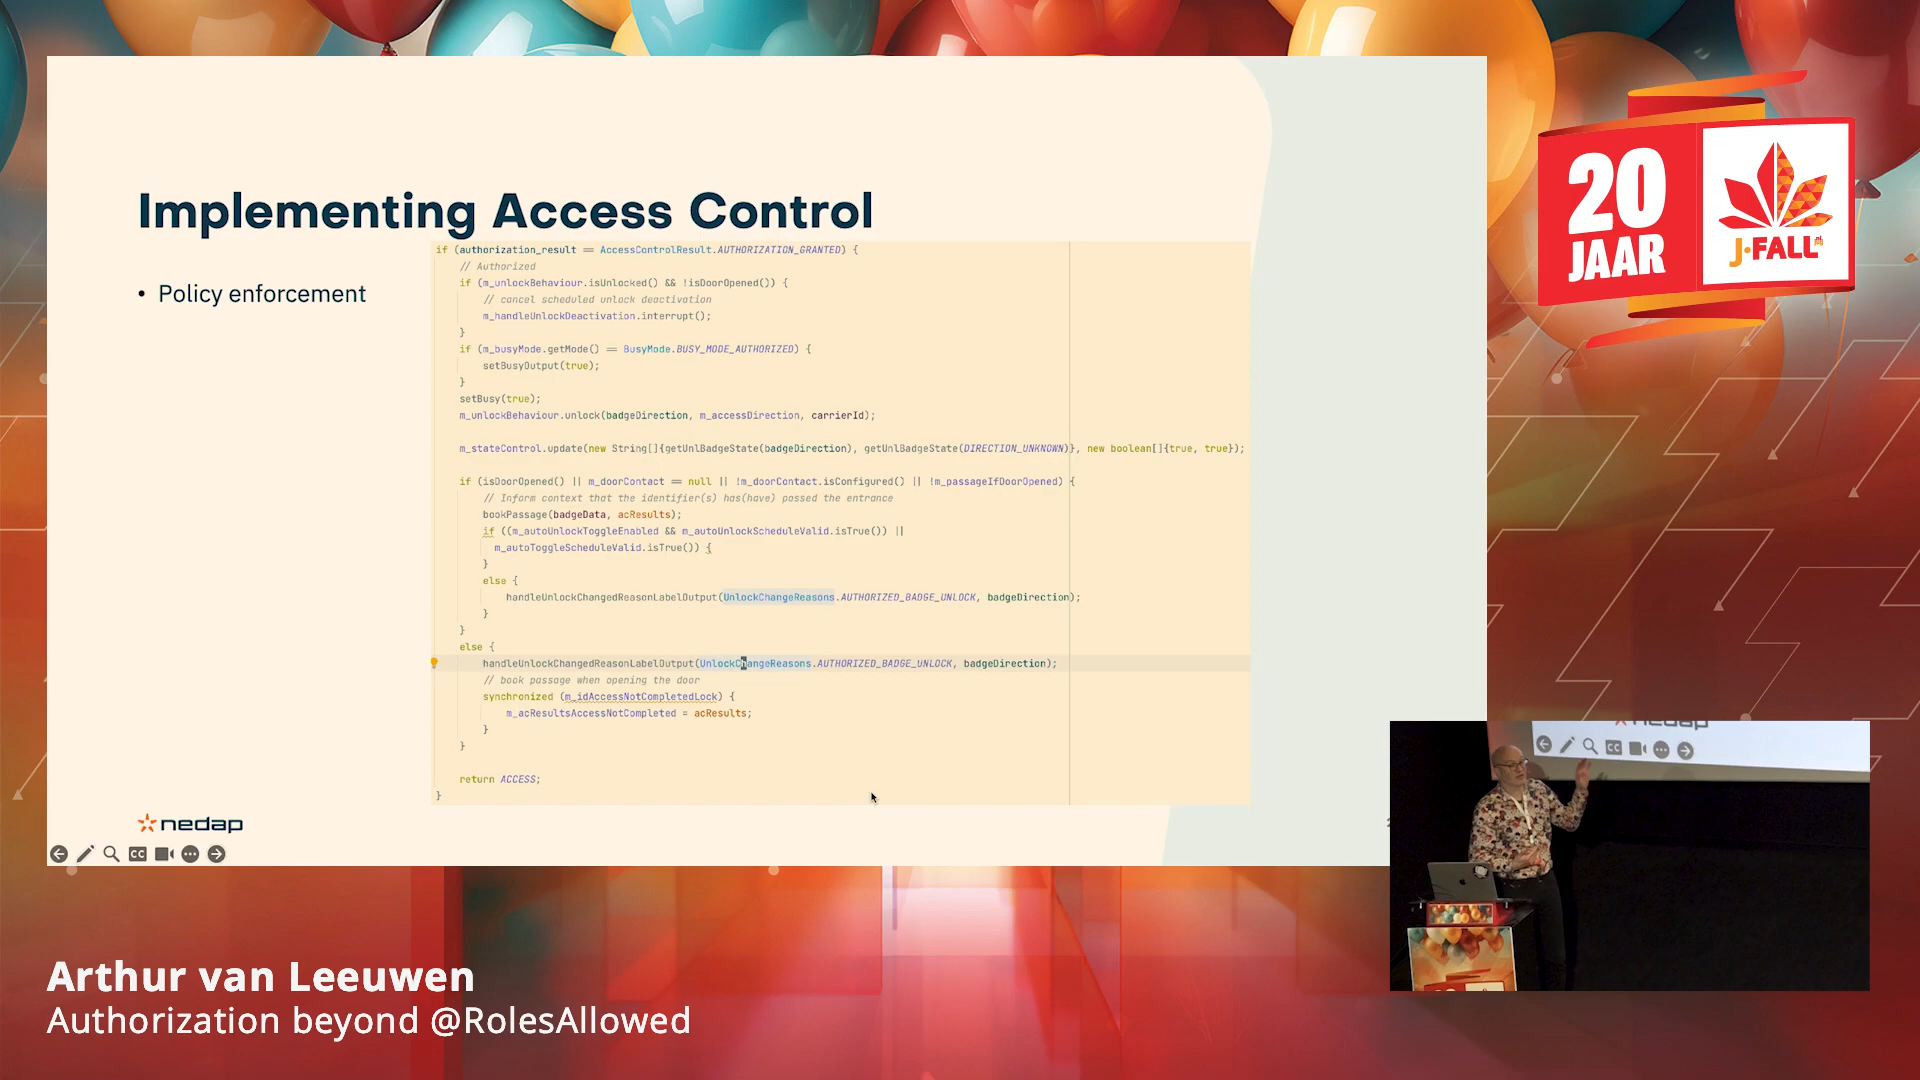 Implementing Access Control
• Policy enforcement
if (authorization_result == AccessControlResult.AUTHORIZATION_GRANTED) {
// Authorized
if (m_unlockBehaviour.isUnlocked() && !isDoorOpened()) {
// cancel scheduled unlock deactivation
m_handleUnlockDeactivation.interrupt();
}
if (m_busyMode.getMode() == BusyMode.BUSY_MODE_AUTHORIZED) {
setBusyOutput(true);
}
setBusy(true);
m_unlockBehaviour.unlock(badgeDirection, m_accessDirection, carrierId);
m_stateControl.update(new String[]{getUnlBadgeState(badgeDirection), getUnlBadgeState(DIRECTION_UNKNOWN)}, new boolean[]{true, true});
if (isDoorOpened() || m_doorContact == null || !m_doorContact.isConfigured() || !m_passageIfDoorOpened) {
// Inform context that the identifier(s) has(have) passed the entrance
bookPassage(badgeData, acResults);
if ((m_autoUnlockToggleEnabled && m_autoUnlockScheduleValid.isTrue()) ||
m_autoToggleScheduleValid.isTrue()) {
}
else {
handleUnlockChangedReasonLabelOutput(UnlockChangeReasons.AUTHORIZED_BADGE_UNLOCK, badgeDirection);
}
}
else {
handleUnlockChangedReasonLabelOutput(UnlockChangeReasons.AUTHORIZED_BADGE_UNLOCK, badgeDirection);
// book passage when opening the door
synchronized (m_idAccessNotCompletedLock) {
m_acResultsAccessNotCompleted = acResults;
}
}
return ACCESS;
}
nedap
CC
20
JAAR
J-FALL
nl
nedap
CC
Arthur van Leeuwen
Authorization beyond @RolesAllowed